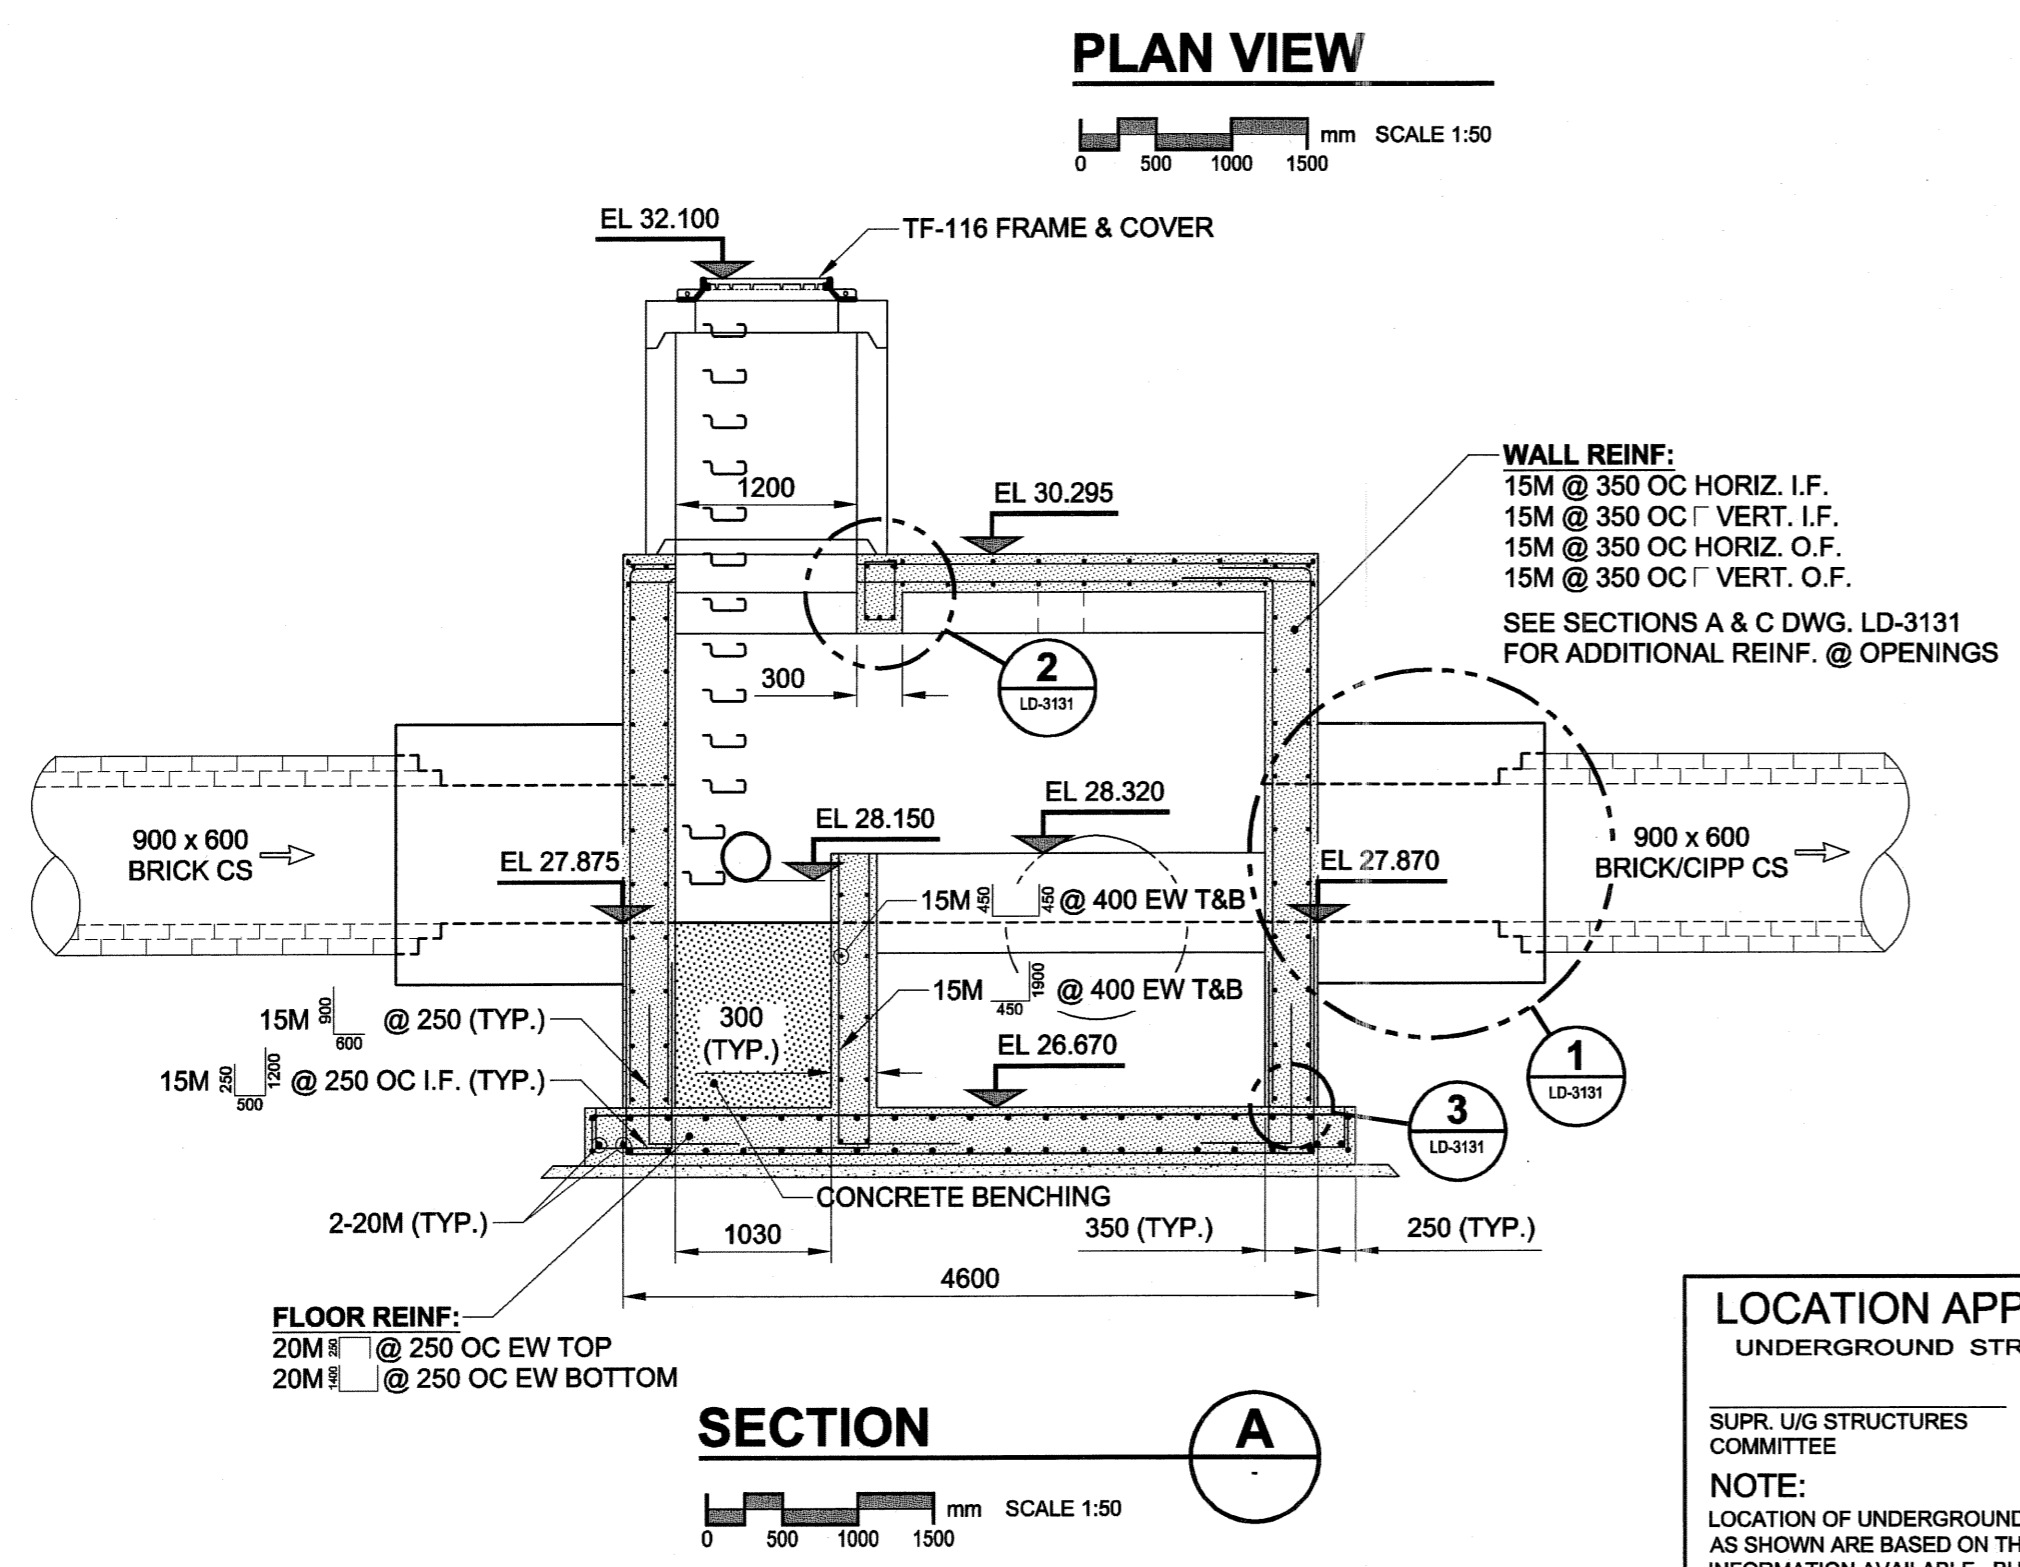 PLAN VIEW
mm SCALE 1:50
0 500 1000 1500
EL 32.100
TF-116 FRAME & COVER
1200
EL 30.295
WALL REINF:
15M @ 350 OC HORIZ. I.F.
15M @ 350 OC VERT. I.F.
15M @ 350 OC HORIZ. O.F.
15M @ 350 OC VERT. O.F.
SEE SECTIONS A & C DWG. LD-3131
FOR ADDITIONAL REINF. @ OPENINGS
300
2
LD-3131
EL 28.320
EL 28.150
900 x 600
BRICK CS
EL 27.875
EL 27.870
900 x 600
BRICK/CIPP CS
15M 450 450 @ 400 EW T&B
15M 450 1900 @ 400 EW T&B
15M 900 600 @ 250 (TYP.)
300
(TYP.)
EL 26.670
15M 250 500 1200 @ 250 OC I.F. (TYP.)
1
LD-3131
3
LD-3131
CONCRETE BENCHING
2-20M (TYP.)
1030
350 (TYP.)
250 (TYP.)
4600
FLOOR REINF:
20M 250 @ 250 OC EW TOP
20M 1400 @ 250 OC EW BOTTOM
SECTION
A
-
mm SCALE 1:50
0 500 1000 1500
LOCATION APP
UNDERGROUND STR
SUPR. U/G STRUCTURES
COMMITTEE
NOTE:
LOCATION OF UNDERGROUND
AS SHOWN ARE BASED ON TH
INFORMATION AVAILABLE